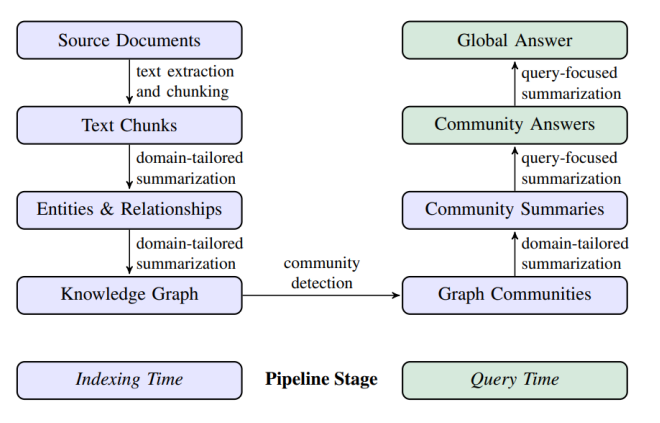 Source Documents
text extraction
and chunking
Text Chunks
domain-tailored
summarization
Entities & Relationships
domain-tailored
summarization
Knowledge Graph
community
detection
Global Answer
query-focused
summarization
Community Answers
query-focused
summarization
Community Summaries
domain-tailored
summarization
Graph Communities
Indexing Time
Pipeline Stage
Query Time